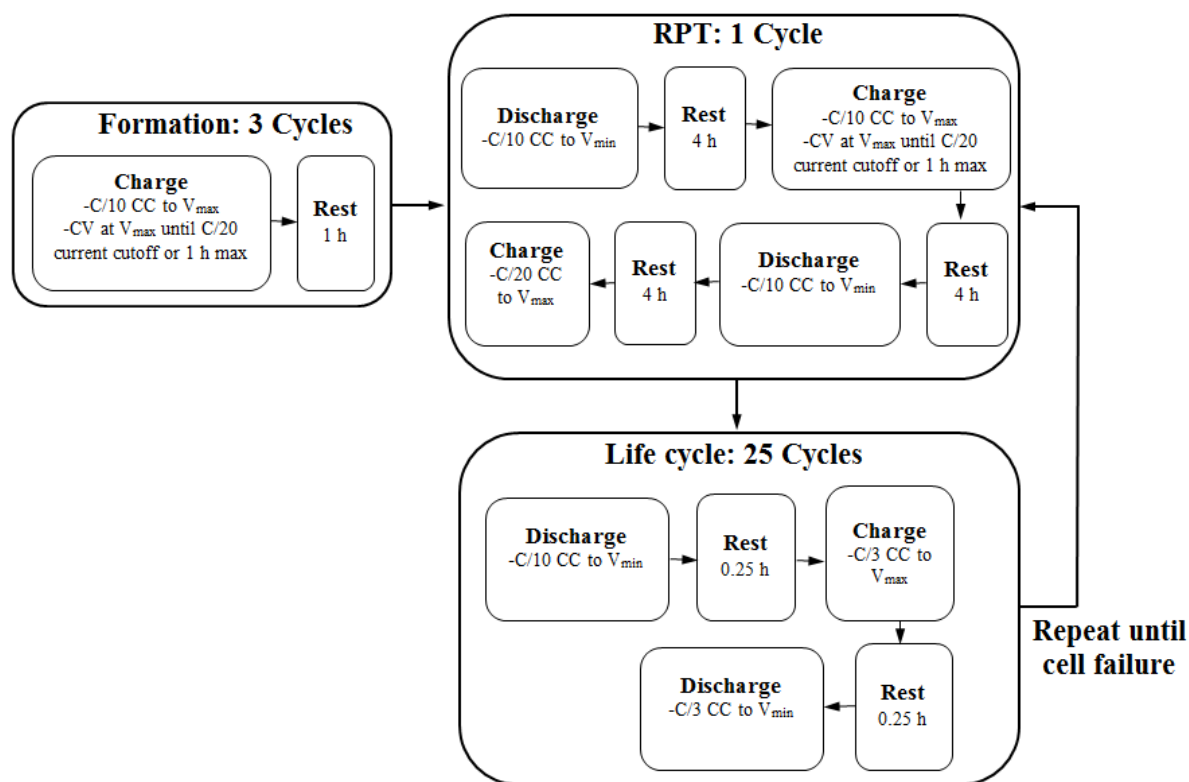 Formation: 3 Cycles
Charge
-C/10 CC to Vmax
-CV at Vmax until C/20
current cutoff or 1 h max
Rest
1 h
RPT: 1 Cycle
Discharge
-C/10 CC to Vmin
Rest
4 h
Charge
-C/10 CC to Vmax
-CV at Vmax until C/20
current cutoff or 1 h max
Rest
4 h
Discharge
-C/10 CC to Vmin
Rest
4 h
Charge
-C/20 CC
to Vmax
Life cycle: 25 Cycles
Discharge
-C/10 CC to Vmin
Rest
0.25 h
Charge
-C/3 CC to
Vmax
Rest
0.25 h
Discharge
-C/3 CC to Vmin
Repeat until
cell failure